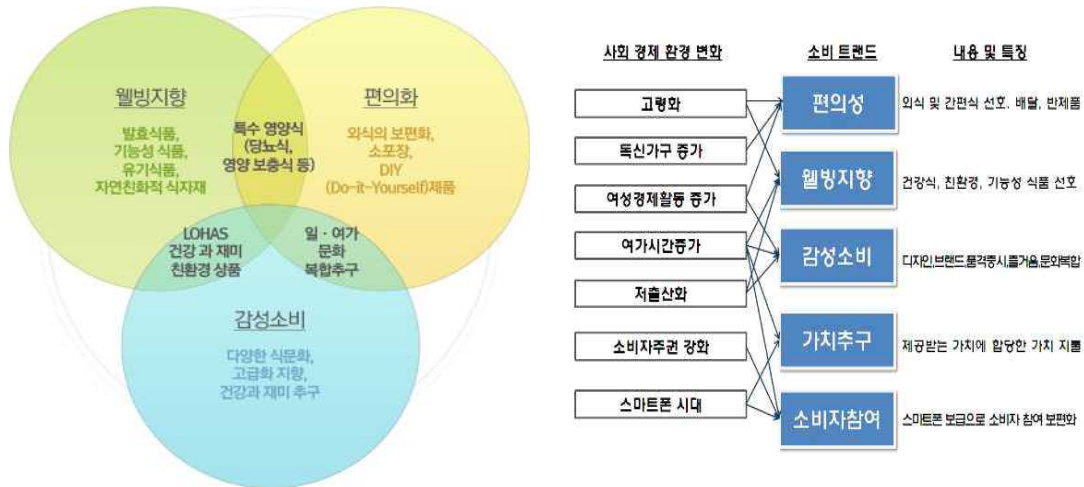 웰빙지향
발효식품,
기능성 식품,
유기식품,
자연친화적 식자재
특수 영양식
(당뇨식,
영양 보충식 등)
편의화
외식의 보편화,
소포장,
DIY
(Do-it-Yourself)제품
LOHAS
건강 과 재미
친환경 상품
일 · 여가
문화
복합추구
감성소비
다양한 식문화,
고급화 지향,
건강과 재미 추구
사회 경제 환경 변화
고령화
독신가구 증가
여성경제활동 증가
여가시간증가
저출산화
소비자주권 강화
스마트폰 시대
소비 트랜드
편의성
웰빙지향
감성소비
가치추구
소비자참여
내용 및 특징
외식 및 간편식 선호. 배달, 반제품
건강식, 친환경, 기능성 식품 선호
디자인,브랜드,품격중시,즐거움,문화복합
제공받는 가치에 합당한 가치 지불
스마트폰 보급으로 소비자 참여 보편화